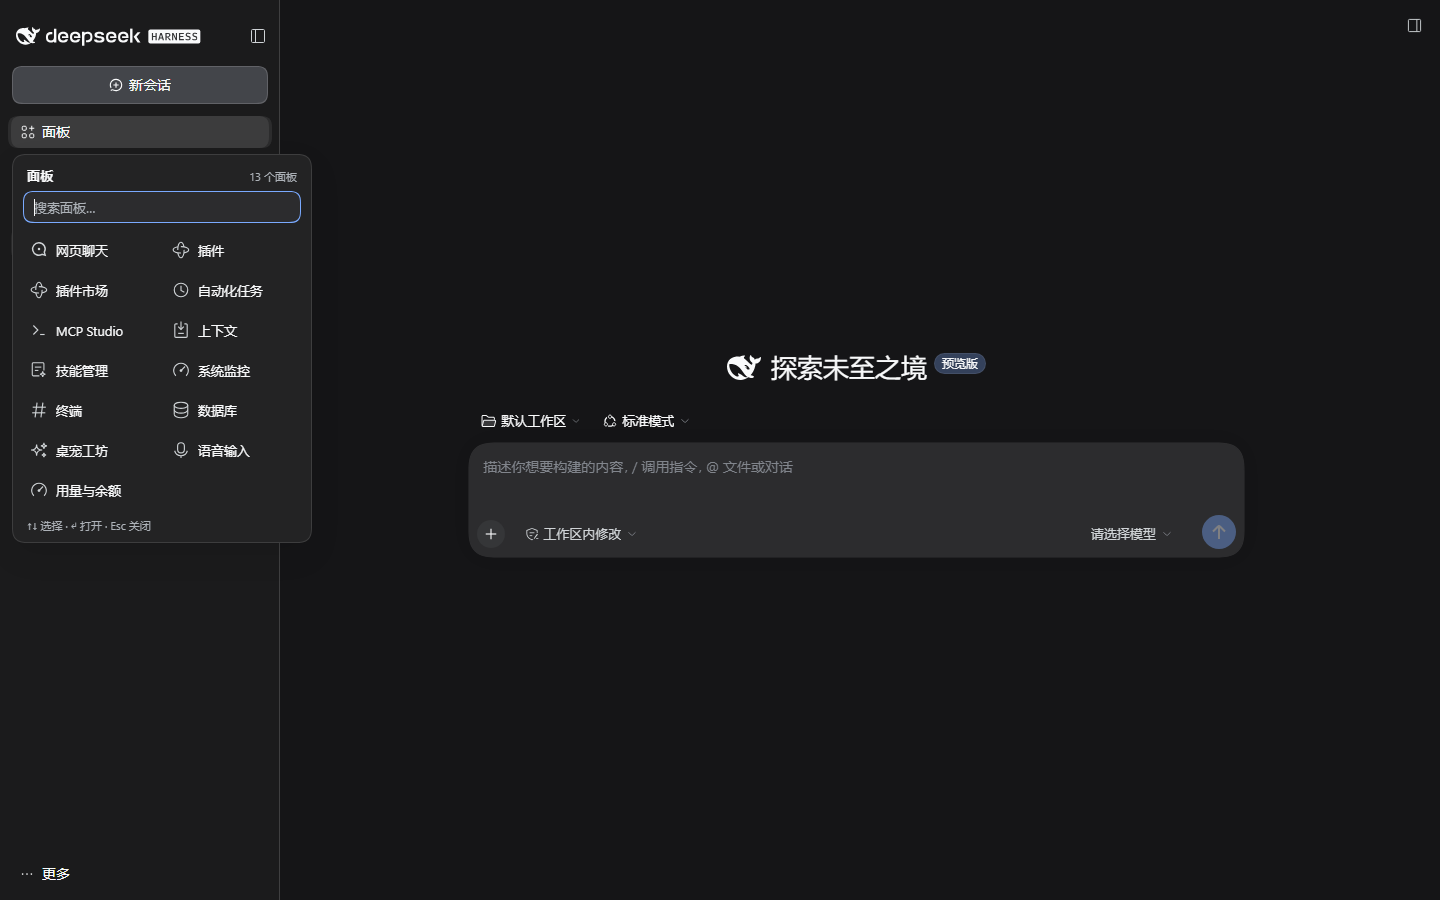 deepseek HARNESS
新会话
面板
面板 13 个面板
搜索面板...
网页聊天 插件
插件市场 自动化任务
MCP Studio 上下文
技能管理 系统监控
终端 数据库
桌宠工坊 语音输入
用量与余额
↑↓ 选择 · ↵ 打开 · Esc 关闭
更多
探索未至之境 预览版
默认工作区 标准模式
描述你想要构建的内容, / 调用指令, @ 文件或对话
工作区内修改 请选择模型